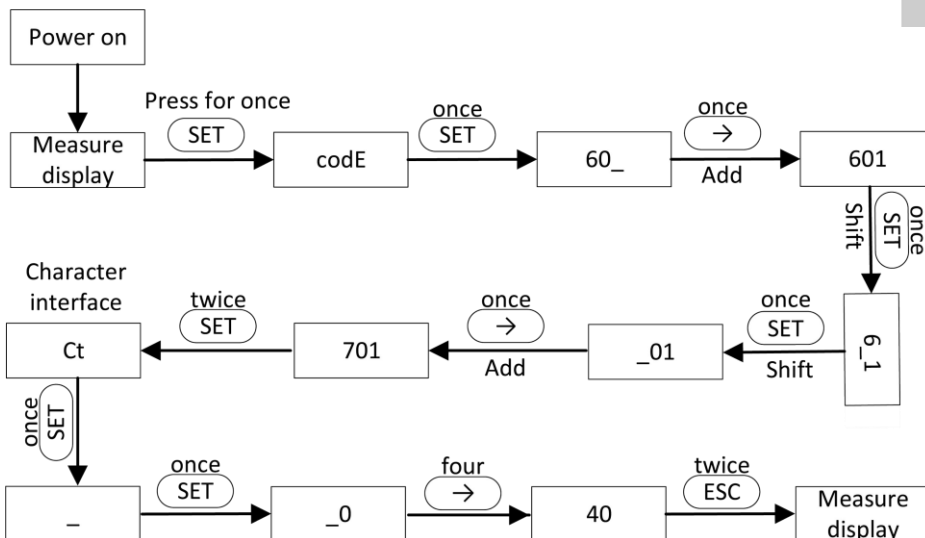 Power on
Press for once
SET
once
SET
once
→
Measure
display
codE
60_
Add
601
Shift
SET
once
Character
interface
twice
SET
once
→
once
SET
Ct
701
Add
_01
Shift
6_1
once
SET
once
SET
four
→
twice
ESC
_
_0
40
Measure
display